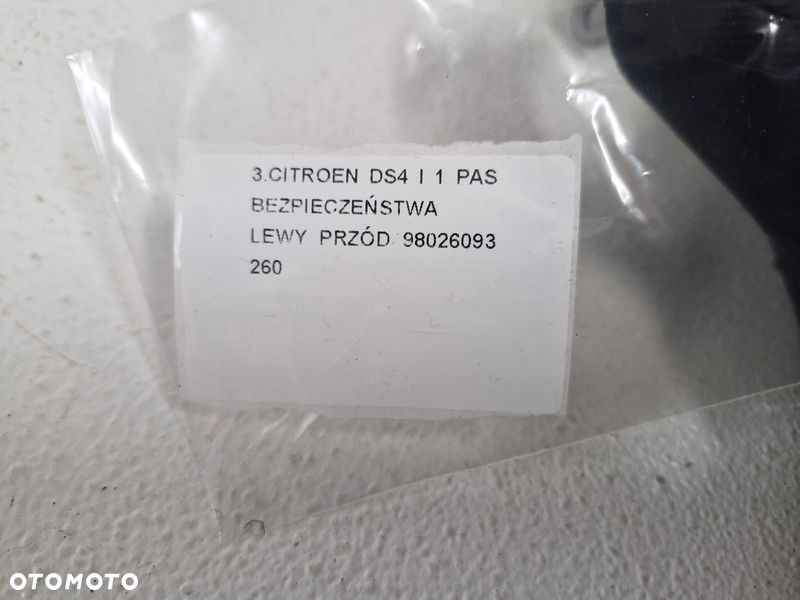 3.CITROEN DS4 I 1 PAS
BEZPIECZEŃSTWA
LEWY PRZÓD 98026093
260
OTOMOTO